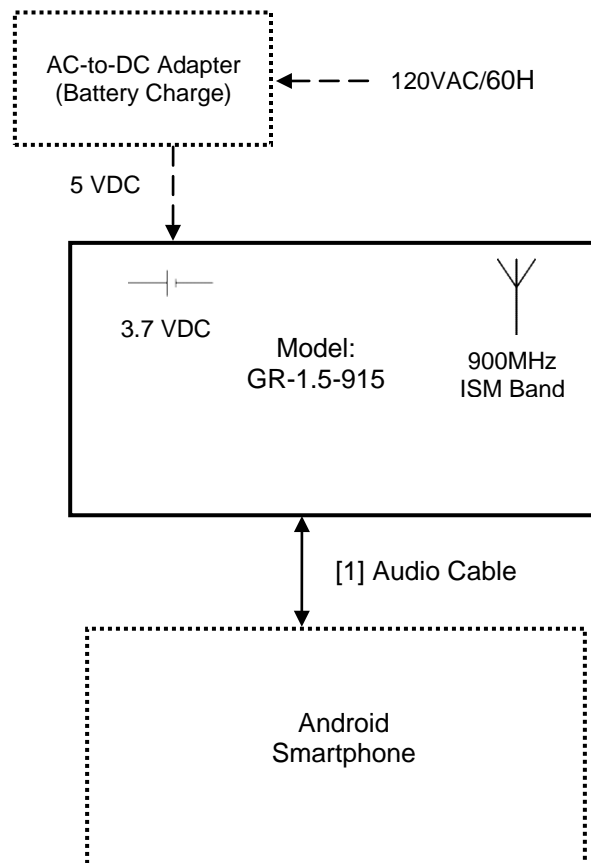 AC-to-DC Adapter
(Battery Charge)
120VAC/60H
5 VDC
3.7 VDC
Model:
GR-1.5-915
900MHz
ISM Band
[1] Audio Cable
Android
Smartphone